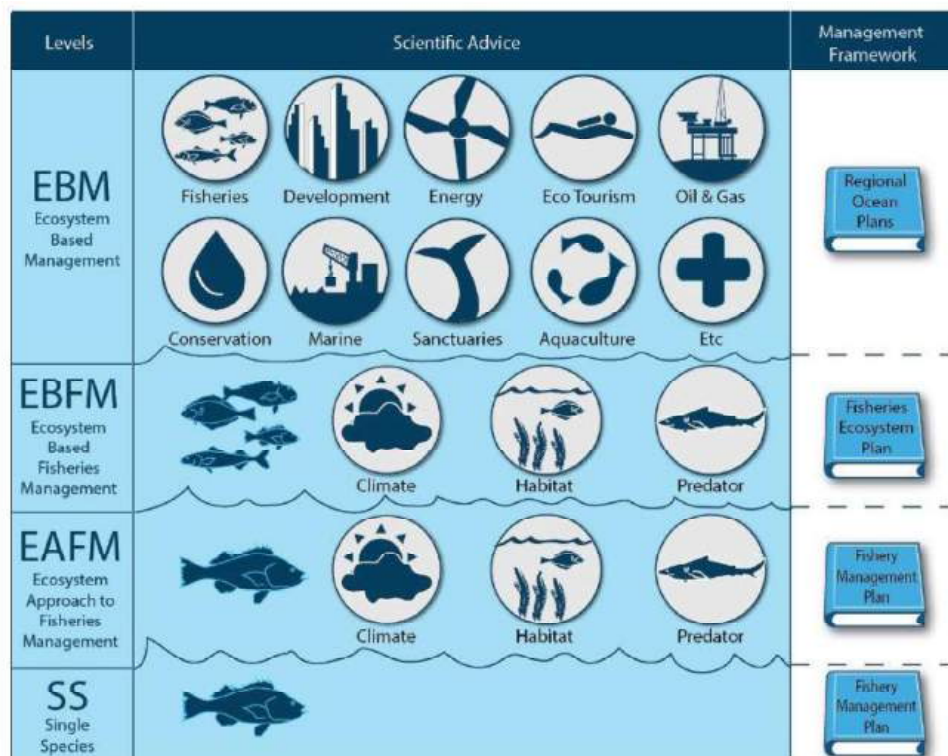 Levels
Scientific Advice
Management
Framework
EBM
Ecosystem
Based
Management
Fisheries
Development
Energy
Eco Tourism
Oil & Gas
Conservation
Marine
Sanctuaries
Aquaculture
Etc
Regional
Ocean
Plans
EBFM
Ecosystem
Based
Fisheries
Management
Climate
Habitat
Predator
Fisheries
Ecosystem
Plan
EAFM
Ecosystem
Approach to
Fisheries
Management
Climate
Habitat
Predator
Fishery
Management
Plan
SS
Single
Species
Fishery
Management
Plan